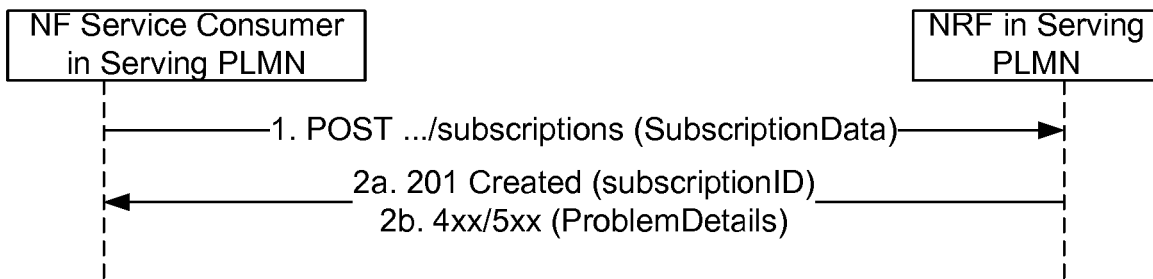 NF Service Consumer
in Serving PLMN
NRF in Serving
PLMN
1. POST .../subscriptions (SubscriptionData)
2a. 201 Created (subscriptionID)
2b. 4xx/5xx (ProblemDetails)